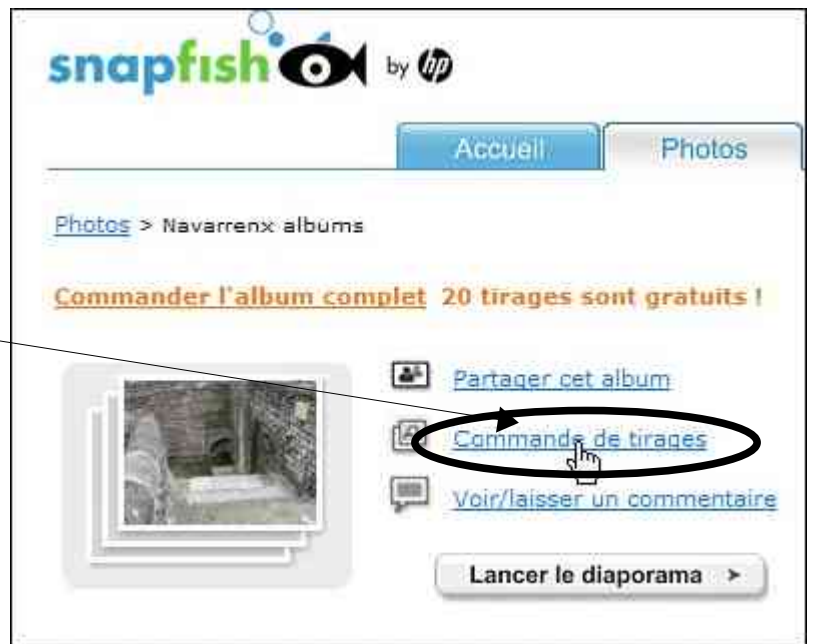 snapfish by hp
Accueil Photos
Photos > Navarrenx albums
Commander l'album complet 20 tirages sont gratuits !
Partager cet album
Commande de tirages
Voir/laisser un commentaire
Lancer le diaporama ➤